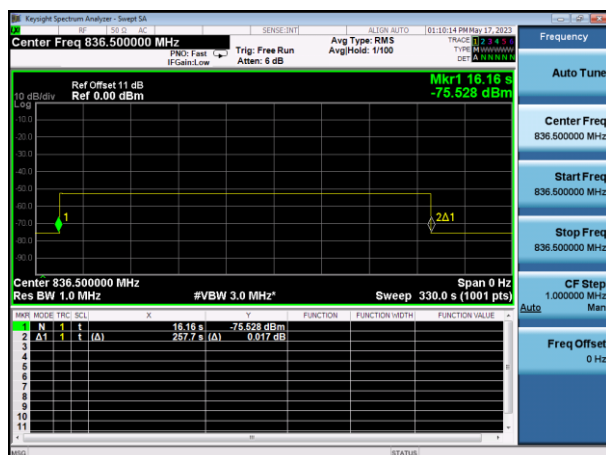 Keysight Spectrum Analyzer - Swept SA
RF 50 Ω AC SENSE:INT ALIGN AUTO 01:10:14 PM May 17, 2023
Center Freq 836.500000 MHz
PNO: Fast
IFGain:Low
Trig: Free Run
Atten: 6 dB
Avg Type: RMS
Avg|Hold: 1/100
TRACE 1 2 3 4 5 6
TYPE M W W W W W
DET A N N N N N
Ref Offset 11 dB
10 dB/div Ref 0.00 dBm
Log
Mkr1 16.16 s
-75.528 dBm
-10.0
-20.0
-30.0
-40.0
-50.0
-60.0
-70.0
-80.0
-90.0
1
2Δ1
Center 836.500000 MHz Span 0 Hz
Res BW 1.0 MHz #VBW 3.0 MHz* Sweep 330.0 s (1001 pts)
MKR MODE TRC SCL X Y FUNCTION FUNCTION WIDTH FUNCTION VALUE
1 N 1 t 16.16 s -75.528 dBm
2 Δ1 1 t (Δ) 257.7 s (Δ) 0.017 dB
3
4
5
6
7
8
9
10
11
MSG STATUS
Frequency
Auto Tune
Center Freq
836.500000 MHz
Start Freq
836.500000 MHz
Stop Freq
836.500000 MHz
CF Step
1.000000 MHz
Auto Man
Freq Offset
0 Hz